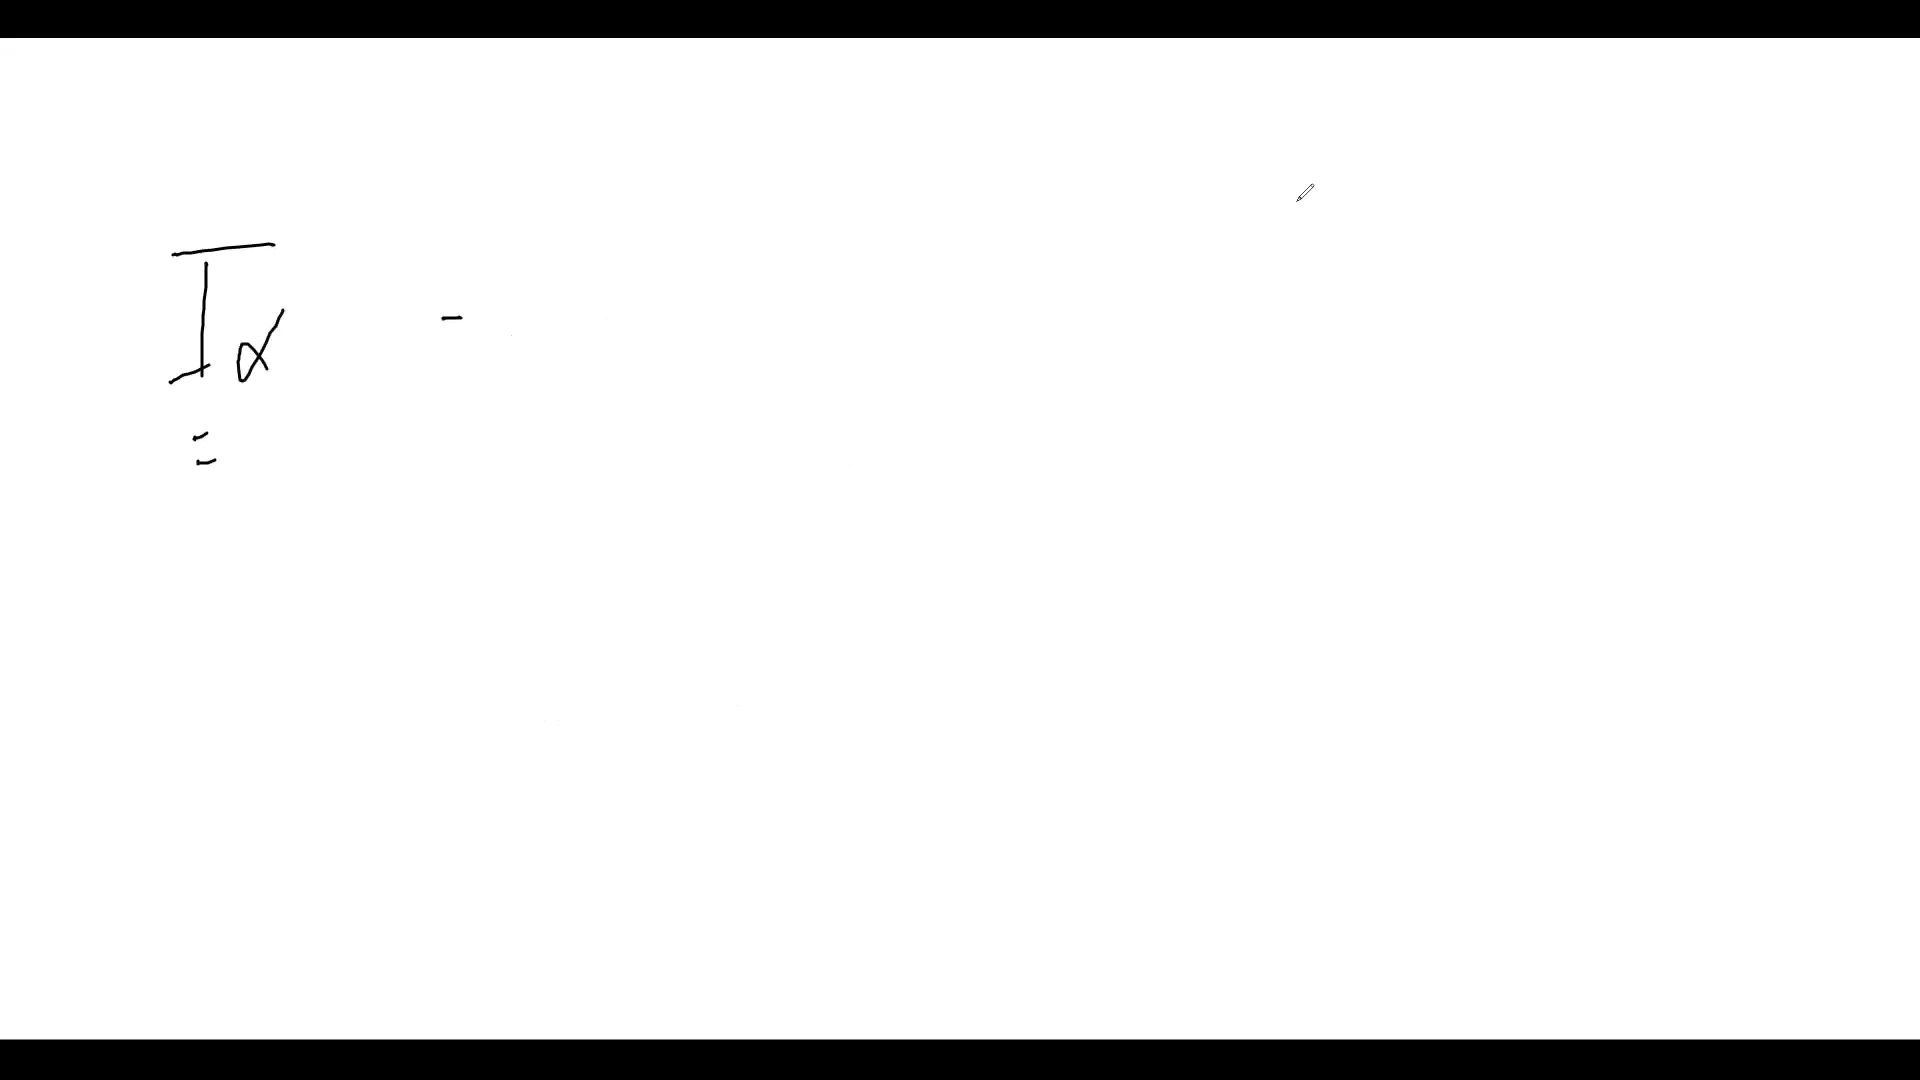 Iα -
=